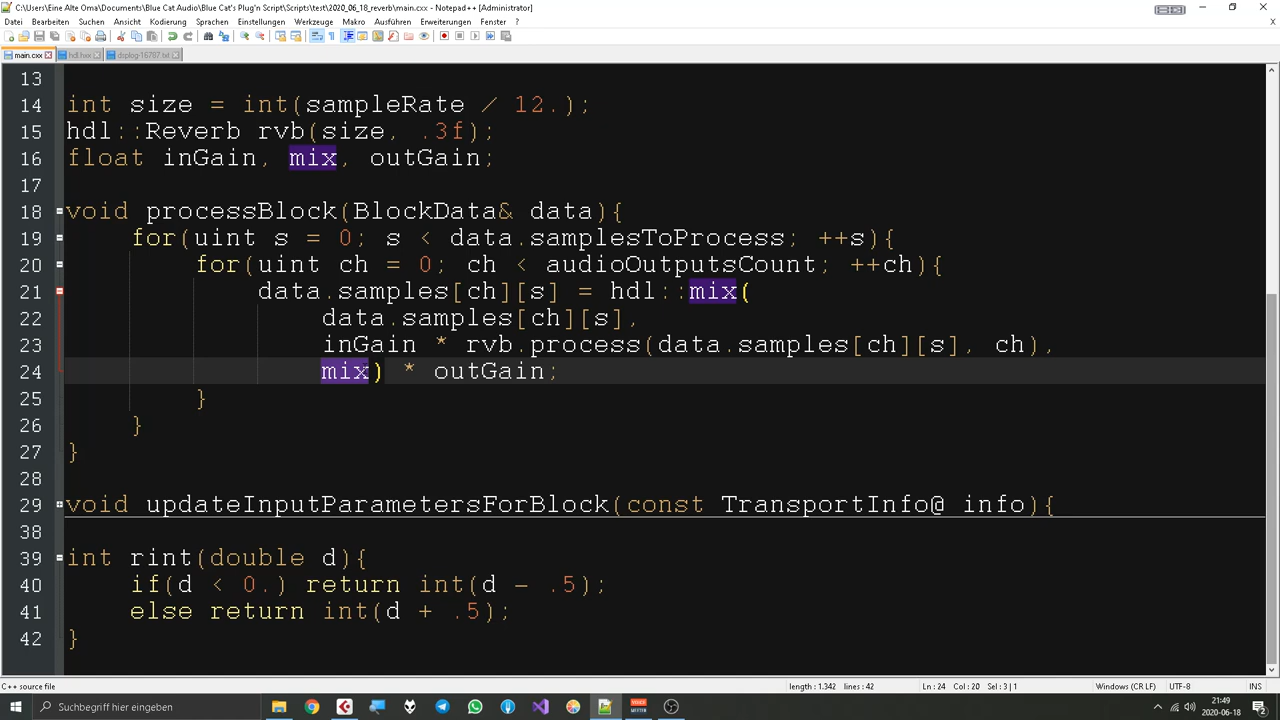 C:\Users\Eine Alte Oma\Documents\Blue Cat Audio\Blue Cat's Plug'n Script\Scripts\test\2020_06_18_reverb\main.cxx - Notepad++ [Administrator]
Datei Bearbeiten Suchen Ansicht Kodierung Sprachen Einstellungen Werkzeuge Makro Ausführen Erweiterungen Fenster ?
main.cxx hdl.hxx
13
14 int size = int(sampleRate / 12.);
15 hdl::Reverb rvb(size, .3f);
16 float inGain, mix, outGain;
17
18 void processBlock(BlockData& data){
19 for(uint s = 0; s < data.samplesToProcess; ++s){
20 for(uint ch = 0; ch < audioOutputsCount; ++ch){
21 data.samples[ch][s] = hdl::mix(
22 data.samples[ch][s],
23 inGain * rvb.process(data.samples[ch][s], ch),
24 mix) * outGain;
25 }
26 }
27 }
28
29 void updateInputParametersForBlock(const TransportInfo@ info){
38
39 int rint(double d){
40 if(d < 0.) return int(d - .5);
41 else return int(d + .5);
42 }
C++ source file length : 1.342 lines : 42 Ln : 24 Col : 20 Sel : 3 | 1 Windows (CR LF) UTF-8 INS
Suchbegriff hier eingeben 21:49
2020-06-18